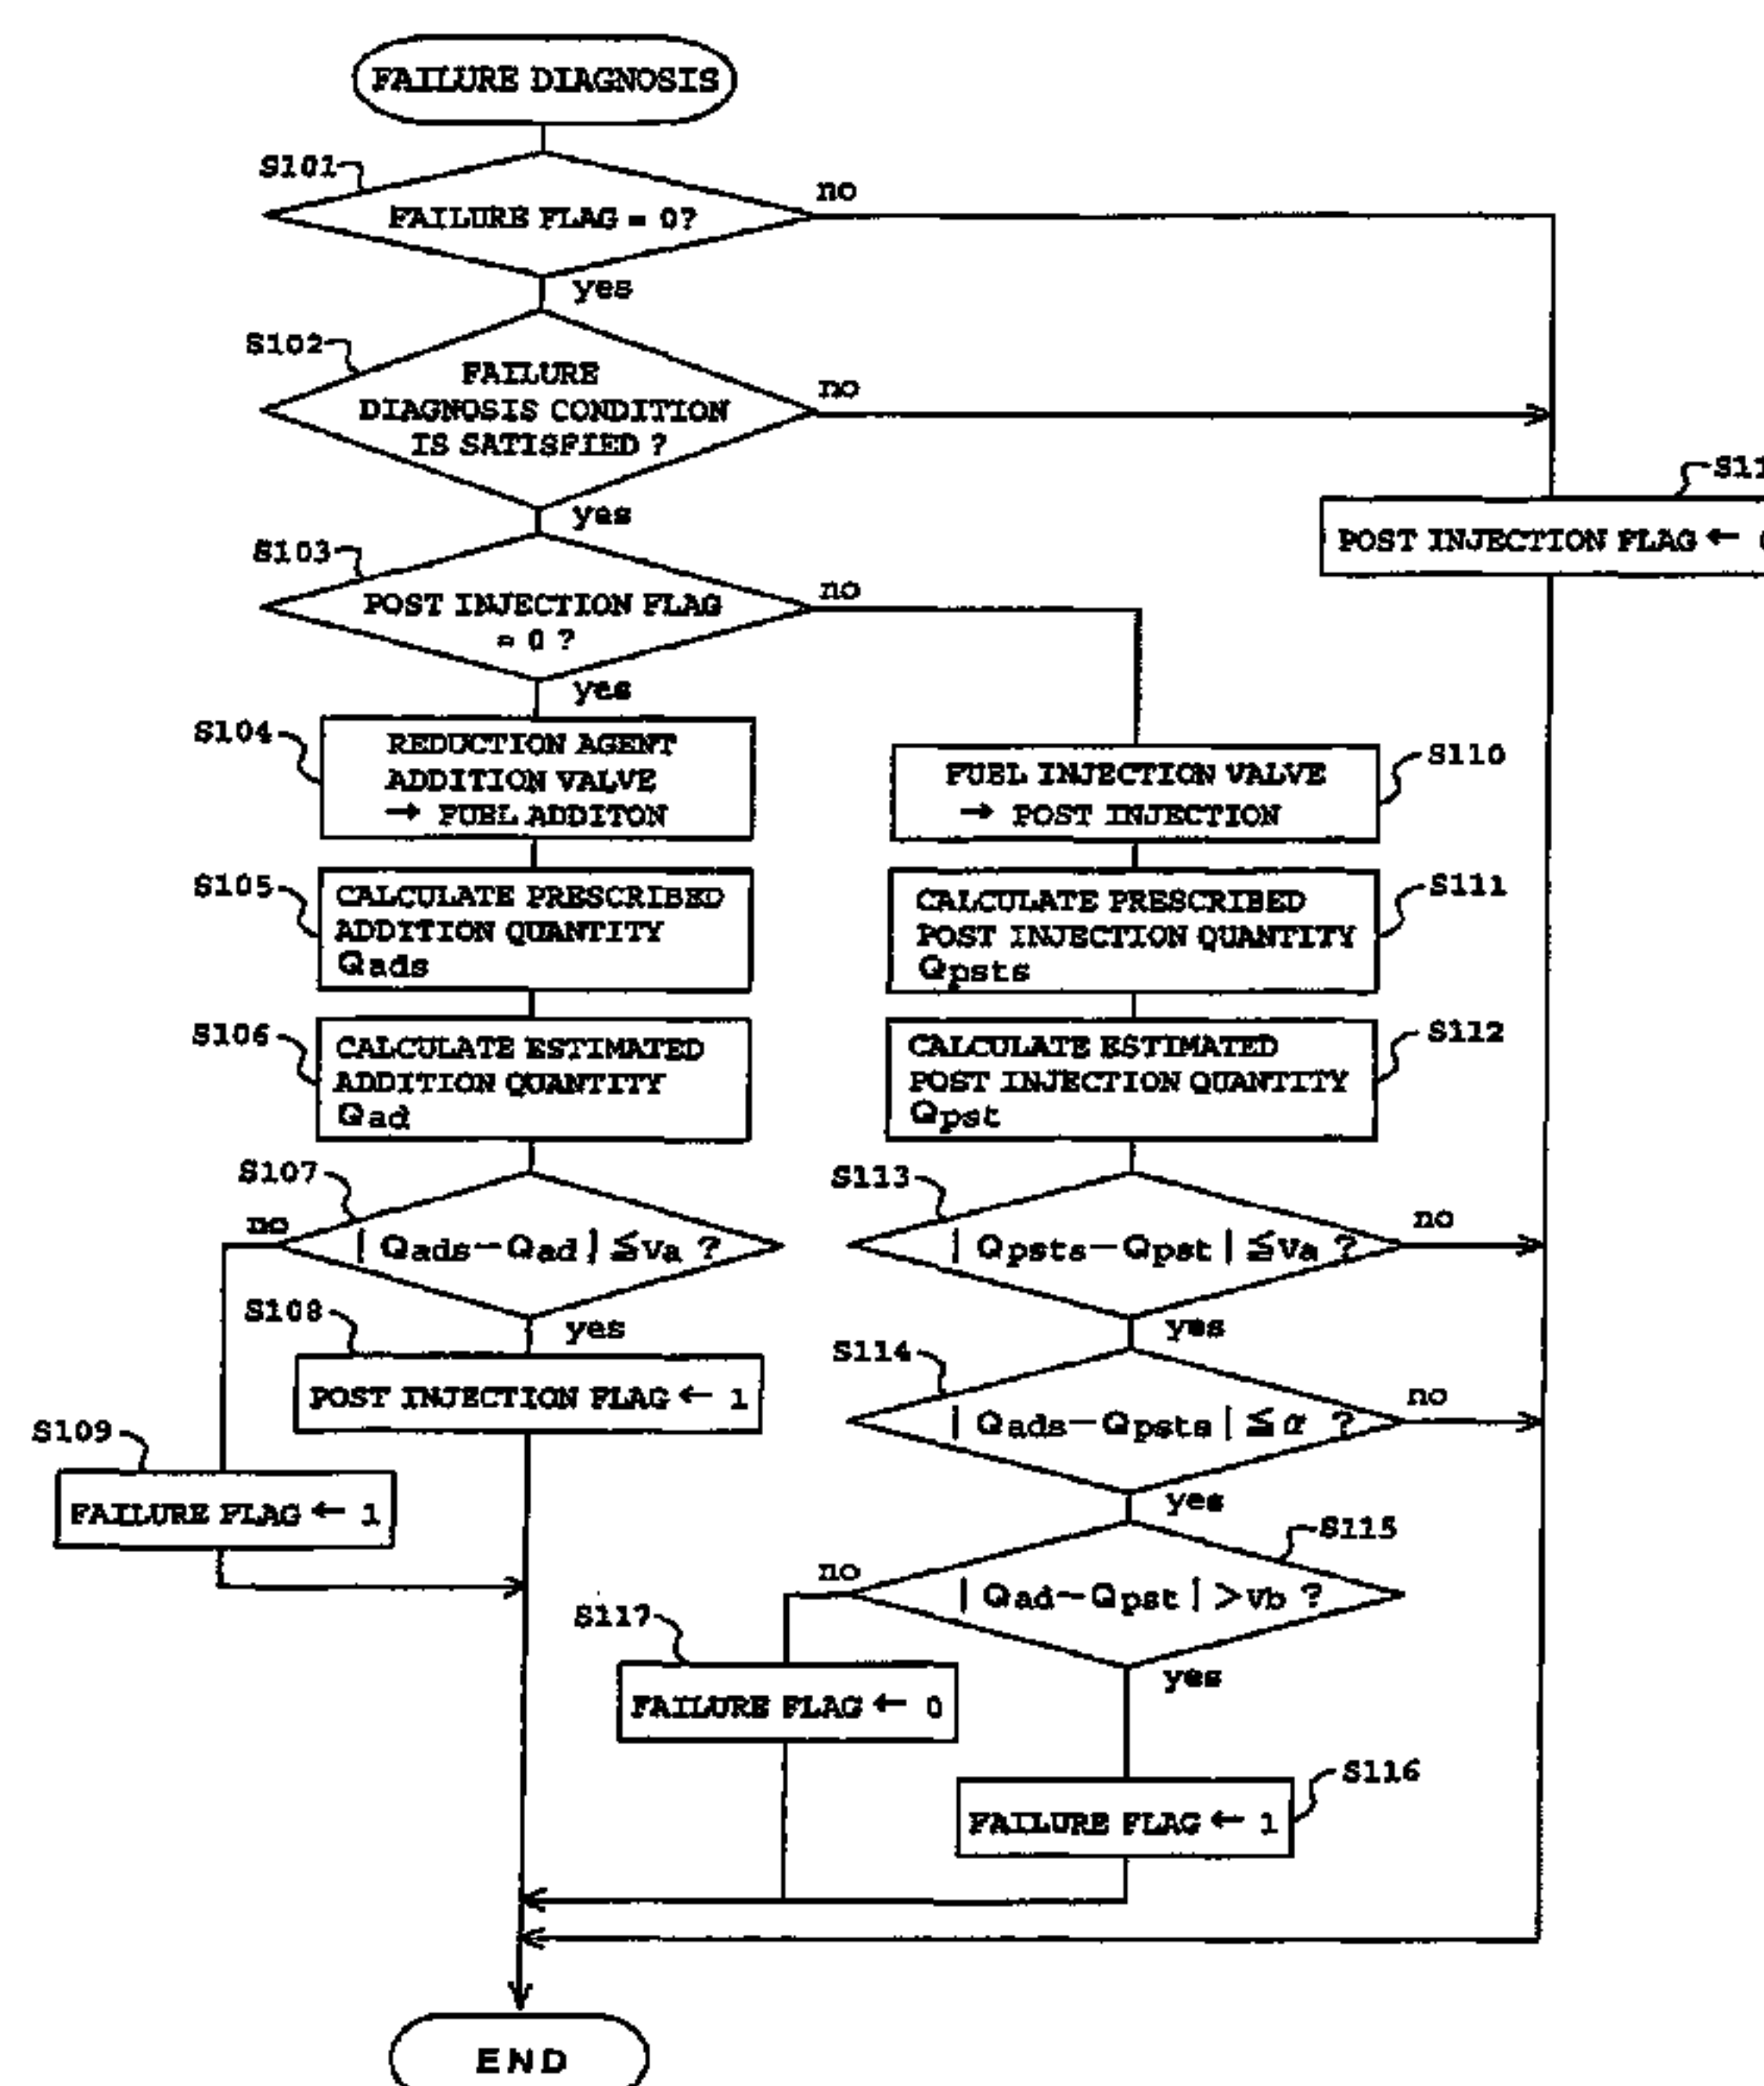 FAILURE DIAGNOSIS
S101
FAILURE FLAG = 0?
no
yes
S102
FAILURE
DIAGNOSIS CONDITION
IS SATISFIED ?
no
yes
S103
POST INJECTION FLAG
= 0 ?
no
yes
POST INJECTION FLAG ←
S104
REDUCTION AGENT
ADDITION VALVE
→ FUEL ADDITON
S105
CALCULATE PRESCRIBED
ADDITION QUANTITY
Qads
S106
CALCULATE ESTIMATED
ADDITION QUANTITY
Qad
S107
| Qads-Qad | ≦Va ?
no
yes
S108
POST INJECTION FLAG ← 1
S109
FAILURE FLAG ← 1
S110
FUEL INJECTION VALVE
→ POST INJECTION
S111
CALCULATE PRESCRIBED
POST INJECTION QUANTITY
Qpsts
S112
CALCULATE ESTIMATED
POST INJECTION QUANTITY
Qpst
S113
| Qpsts-Qpst | ≦Va ?
no
yes
S114
| Qads-Qpsts | ≦ α ?
no
yes
S115
| Qad-Qpst | >Vb ?
no
yes
S117
FAILURE FLAG ← 0
S116
FAILURE FLAG ← 1
END